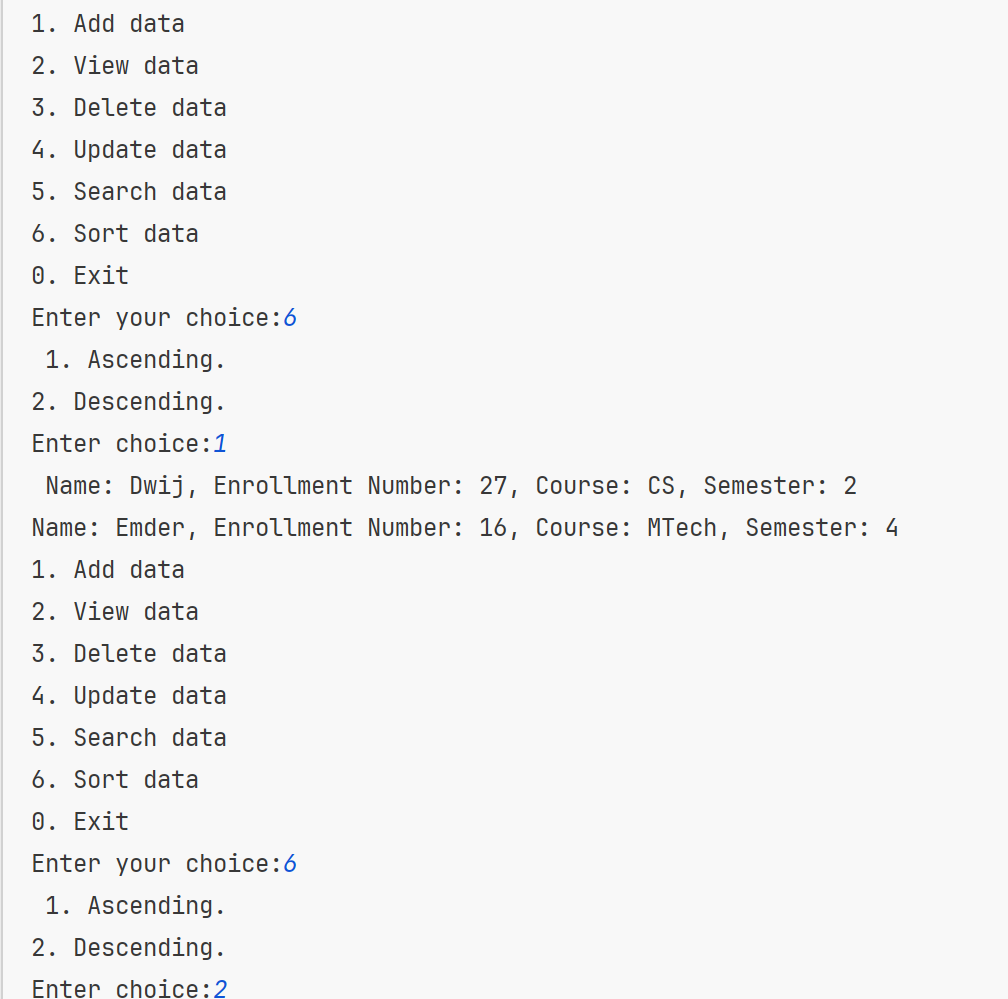 1. Add data
2. View data
3. Delete data
4. Update data
5. Search data
6. Sort data
0. Exit
Enter your choice:6
 1. Ascending.
2. Descending.
Enter choice:1
 Name: Dwij, Enrollment Number: 27, Course: CS, Semester: 2
Name: Emder, Enrollment Number: 16, Course: MTech, Semester: 4
1. Add data
2. View data
3. Delete data
4. Update data
5. Search data
6. Sort data
0. Exit
Enter your choice:6
 1. Ascending.
2. Descending.
Enter choice:2